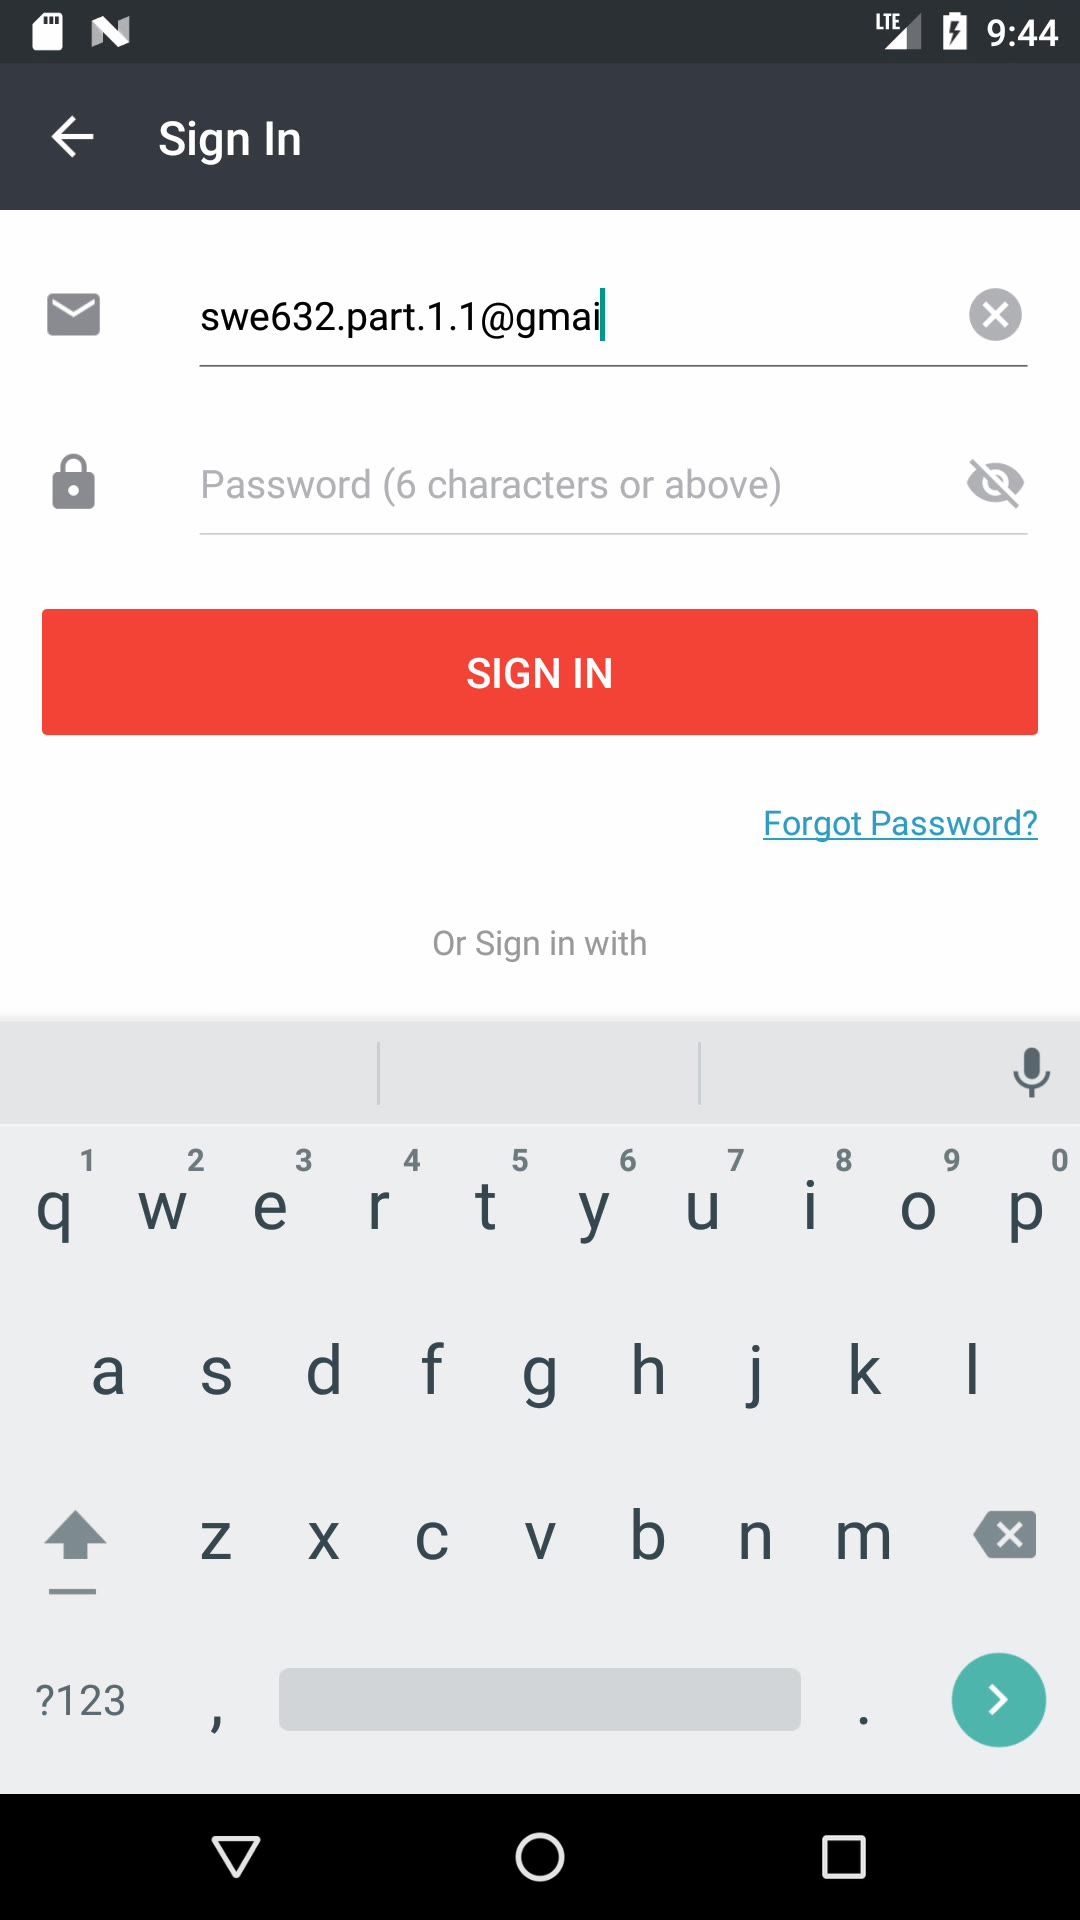 LTE 9:44
Sign In
swe632.part.1.1@gmai
Password (6 characters or above)
SIGN IN
Forgot Password?
Or Sign in with
1 2 3 4 5 6 7 8 9 0
q w e r t y u i o p
a s d f g h j k l
z x c v b n m
?123 , .